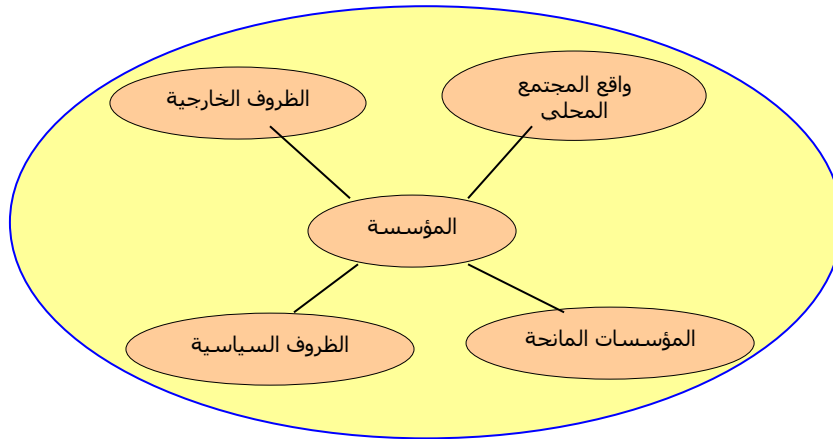 واقع المجتمع
المحلى
الظروف الخارجية
المؤسسة
المؤسسات المانحة
الظروف السياسية